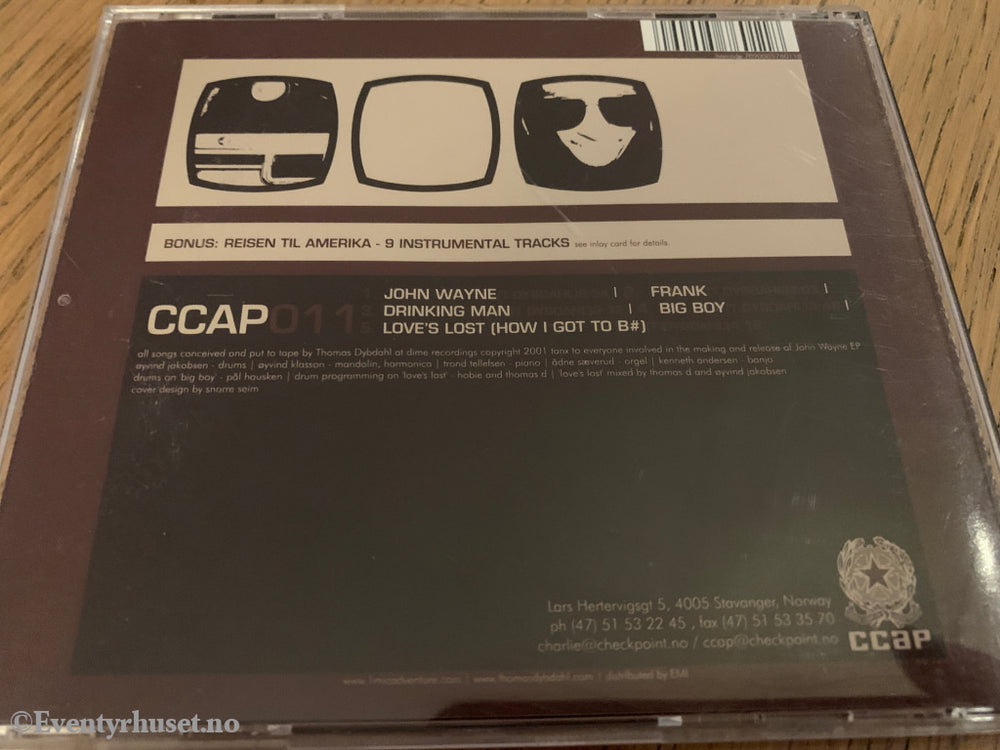 BONUS: REISEN TIL AMERIKA - 9 INSTRUMENTAL TRACKS see inlay card for details.
JOHN WAYNE | FRANK |
CCAP011 DRINKING MAN | BIG BOY |
LOVE'S LOST (HOW I GOT TO B#)
all songs conceived and put to tape by Thomas Dybdahl at dime recordings copyright 2001 tanx to everyone involved in the making and release of John Wayne EP
øyvind jakobsen - drums | øyvind klasson - mandolin, harmonica | trond tellefsen - piano | ådne sæverud - orgel | kenneth andersen - banjo
drums on 'big boy' - pål hausken | drum programming on 'love's lost' - hobie and thomas d | 'love's lost' mixed by thomas d and øyvind jakobsen
cover design by snorre seim
Lars Hertervigsgt 5, 4005 Stavanger, Norway
ph (47) 51 53 22 45 , fax (47) 51 53 35 70
charlie@checkpoint.no / ccap@checkpoint.no
CCAP
www.thomasdybdahl.com | distributed by EMI
©Eventyrhuset.no